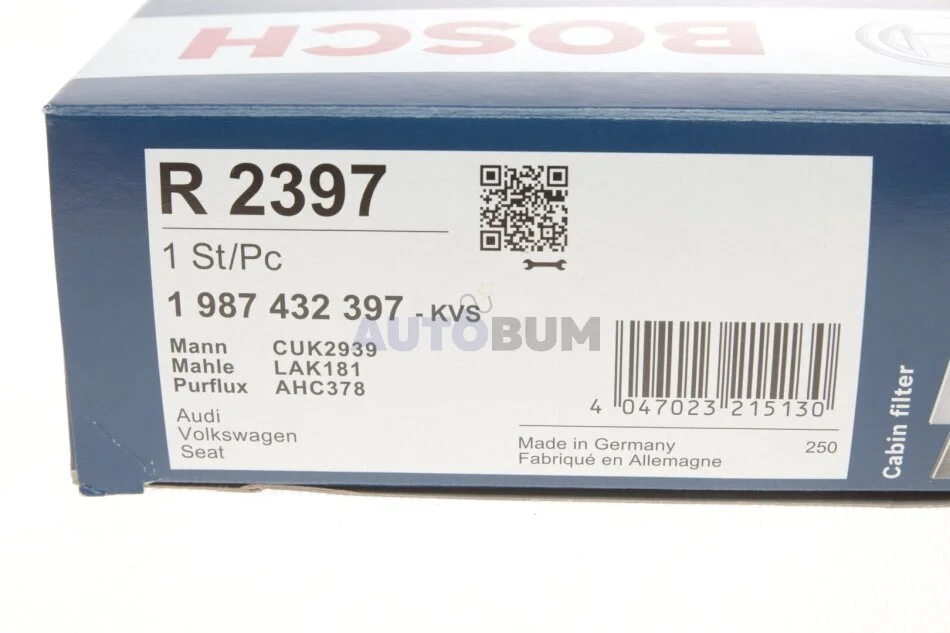 BOSCH
R 2397
1 St/Pc
1 987 432 397 - KVS
AUTOBUM
Mann CUK2939
Mahle LAK181
Purflux AHC378
Audi
Volkswagen
Seat
4 047023 215130
Made in Germany 250
Fabriqué en Allemagne
Cabin filter